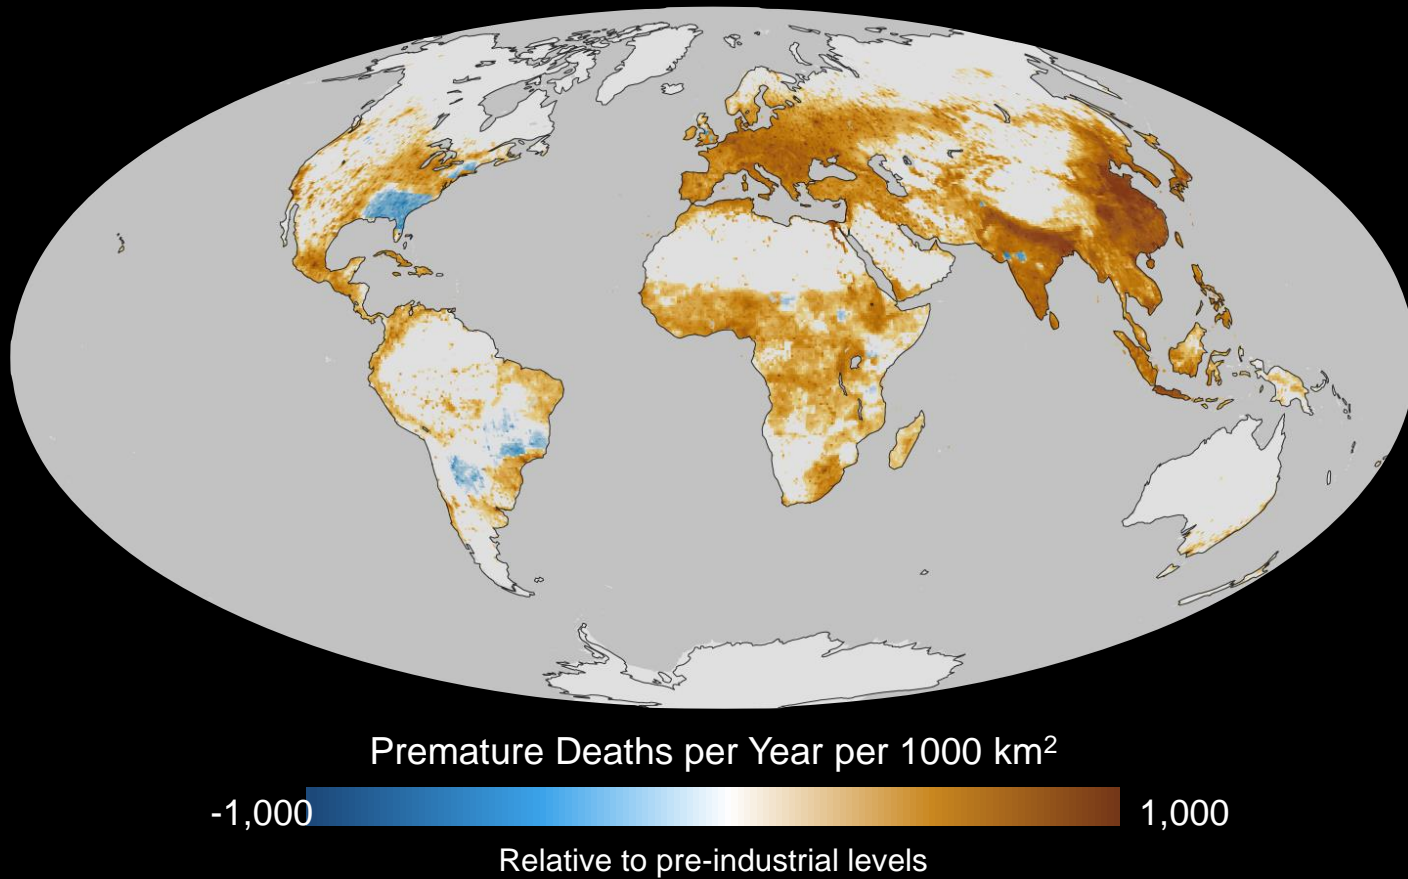 Premature Deaths per Year per 1000 km²
-1,000 1,000
Relative to pre-industrial levels